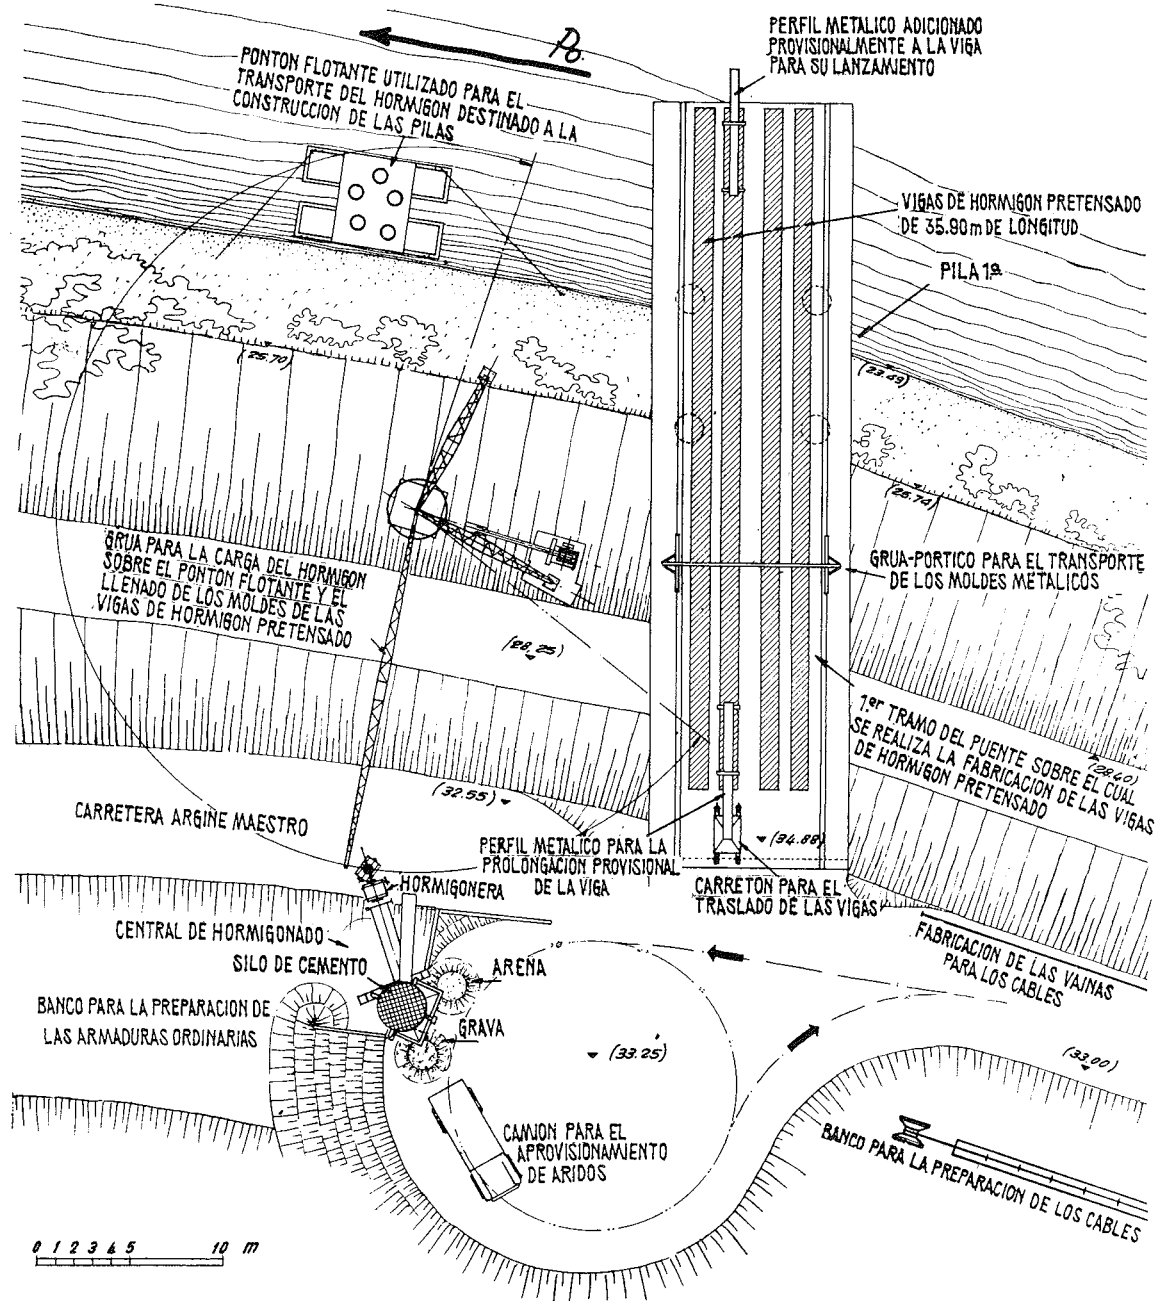 PERFIL METALICO ADICIONADO
PROVISIONALMENTE A LA VIGA
PARA SU LANZAMIENTO
Po
PONTON FLOTANTE UTILIZADO PARA EL
TRANSPORTE DEL HORMIGON DESTINADO A LA
CONSTRUCCION DE LAS PILAS
VIGAS DE HORMIGON PRETENSADO
DE 35.90m DE LONGITUD
PILA 1ª
(25.70)
(23.49)
(25.74)
GRUA PARA LA CARGA DEL HORMIGON
SOBRE EL PONTON FLOTANTE Y EL
LLENADO DE LOS MOLDES DE LAS
VIGAS DE HORMIGON PRETENSADO
GRUA-PORTICO PARA EL TRANSPORTE
DE LOS MOLDES METALICOS
(28.25)
1.er TRAMO DEL PUENTE SOBRE EL CUAL
SE REALIZA LA FABRICACION DE LAS VIGAS
DE HORMIGON PRETENSADO
(28.40)
(32.55)
CARRETERA ARGINE MAESTRO
PERFIL METALICO PARA LA
PROLONGACION PROVISIONAL
DE LA VIGA
(34.88)
HORMIGONERA
CARRETON PARA EL
TRASLADO DE LAS VIGAS
CENTRAL DE HORMIGONADO
SILO DE CEMENTO
ARENA
FABRICACION DE LAS VAINAS
PARA LOS CABLES
BANCO PARA LA PREPARACION DE
LAS ARMADURAS ORDINARIAS
GRAVA
(33.25)
(33.00)
CAMION PARA EL
APROVISIONAMIENTO
DE ARIDOS
BANCO PARA LA PREPARACION DE LOS CABLES
0 1 2 3 4 5 10 m